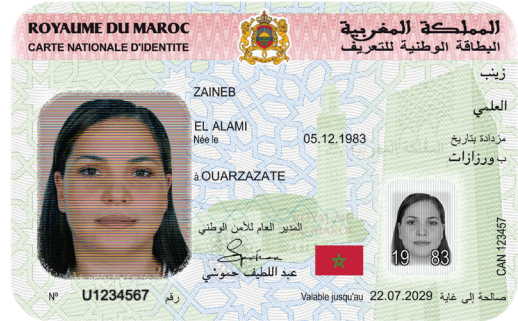 ROYAUME DU MAROC
المملكة المغربية
CARTE NATIONALE D'IDENTITE
البطاقة الوطنية للتعريف
زينب
ZAINEB
العلمي
EL ALAMI
Née le
05.12.1983
مزدادة بتاريخ
ب ورزازات
à OUARZAZATE
المدير العام للأمن الوطني
عبد اللطيف حموشي
19 83
CAN 123457
N° U1234567 رقم
Valable jusqu'au 22.07.2029 صالحة إلى غاية